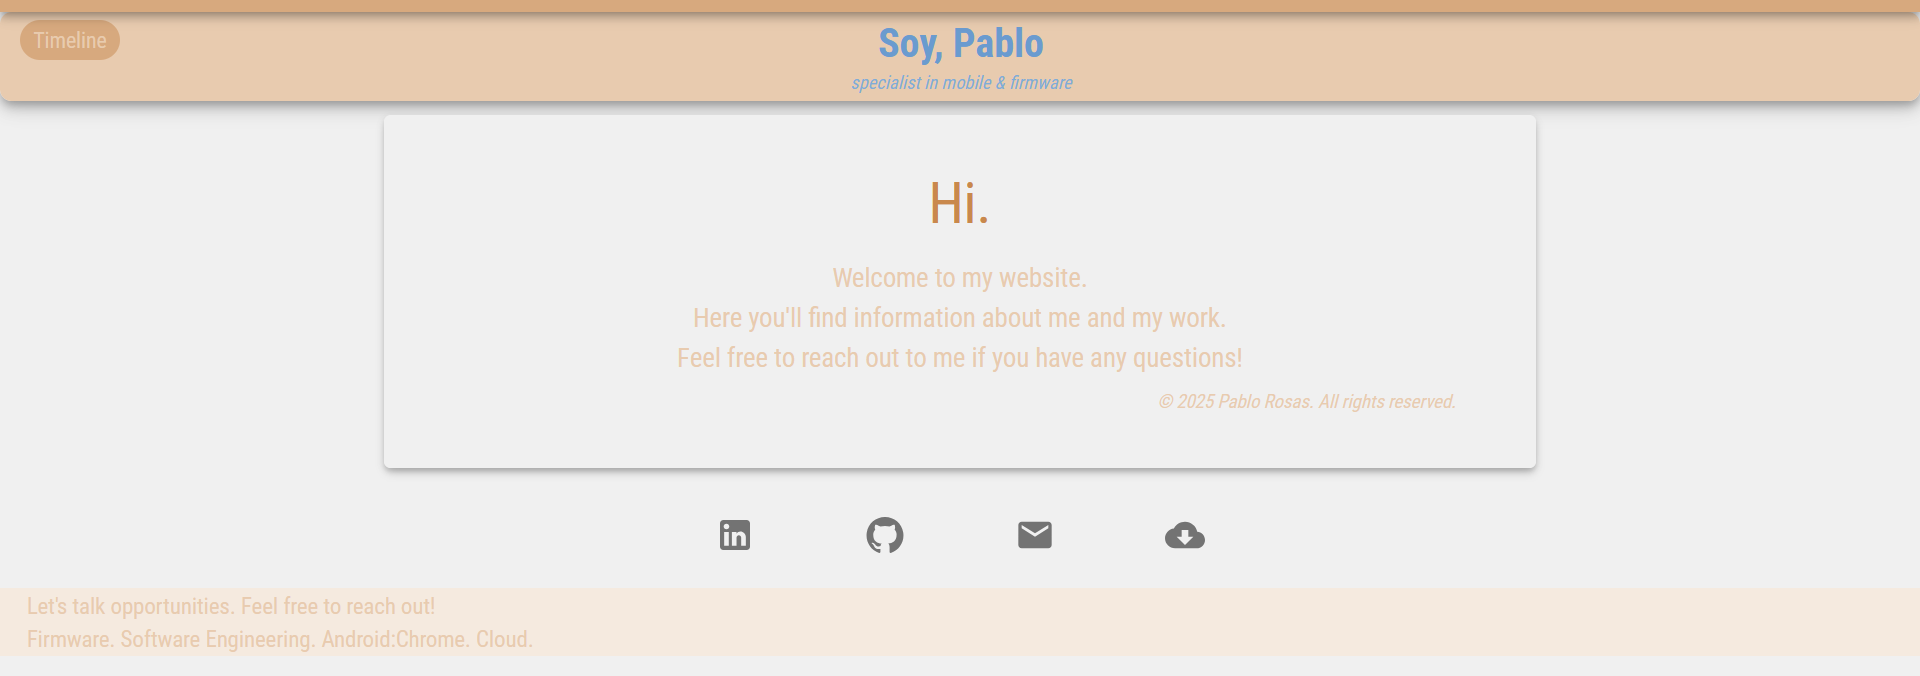 Timeline
Soy, Pablo
specialist in mobile & firmware
Hi.
Welcome to my website.
Here you'll find information about me and my work.
Feel free to reach out to me if you have any questions!
© 2025 Pablo Rosas. All rights reserved.
in
Let's talk opportunities. Feel free to reach out!
Firmware. Software Engineering. Android:Chrome. Cloud.